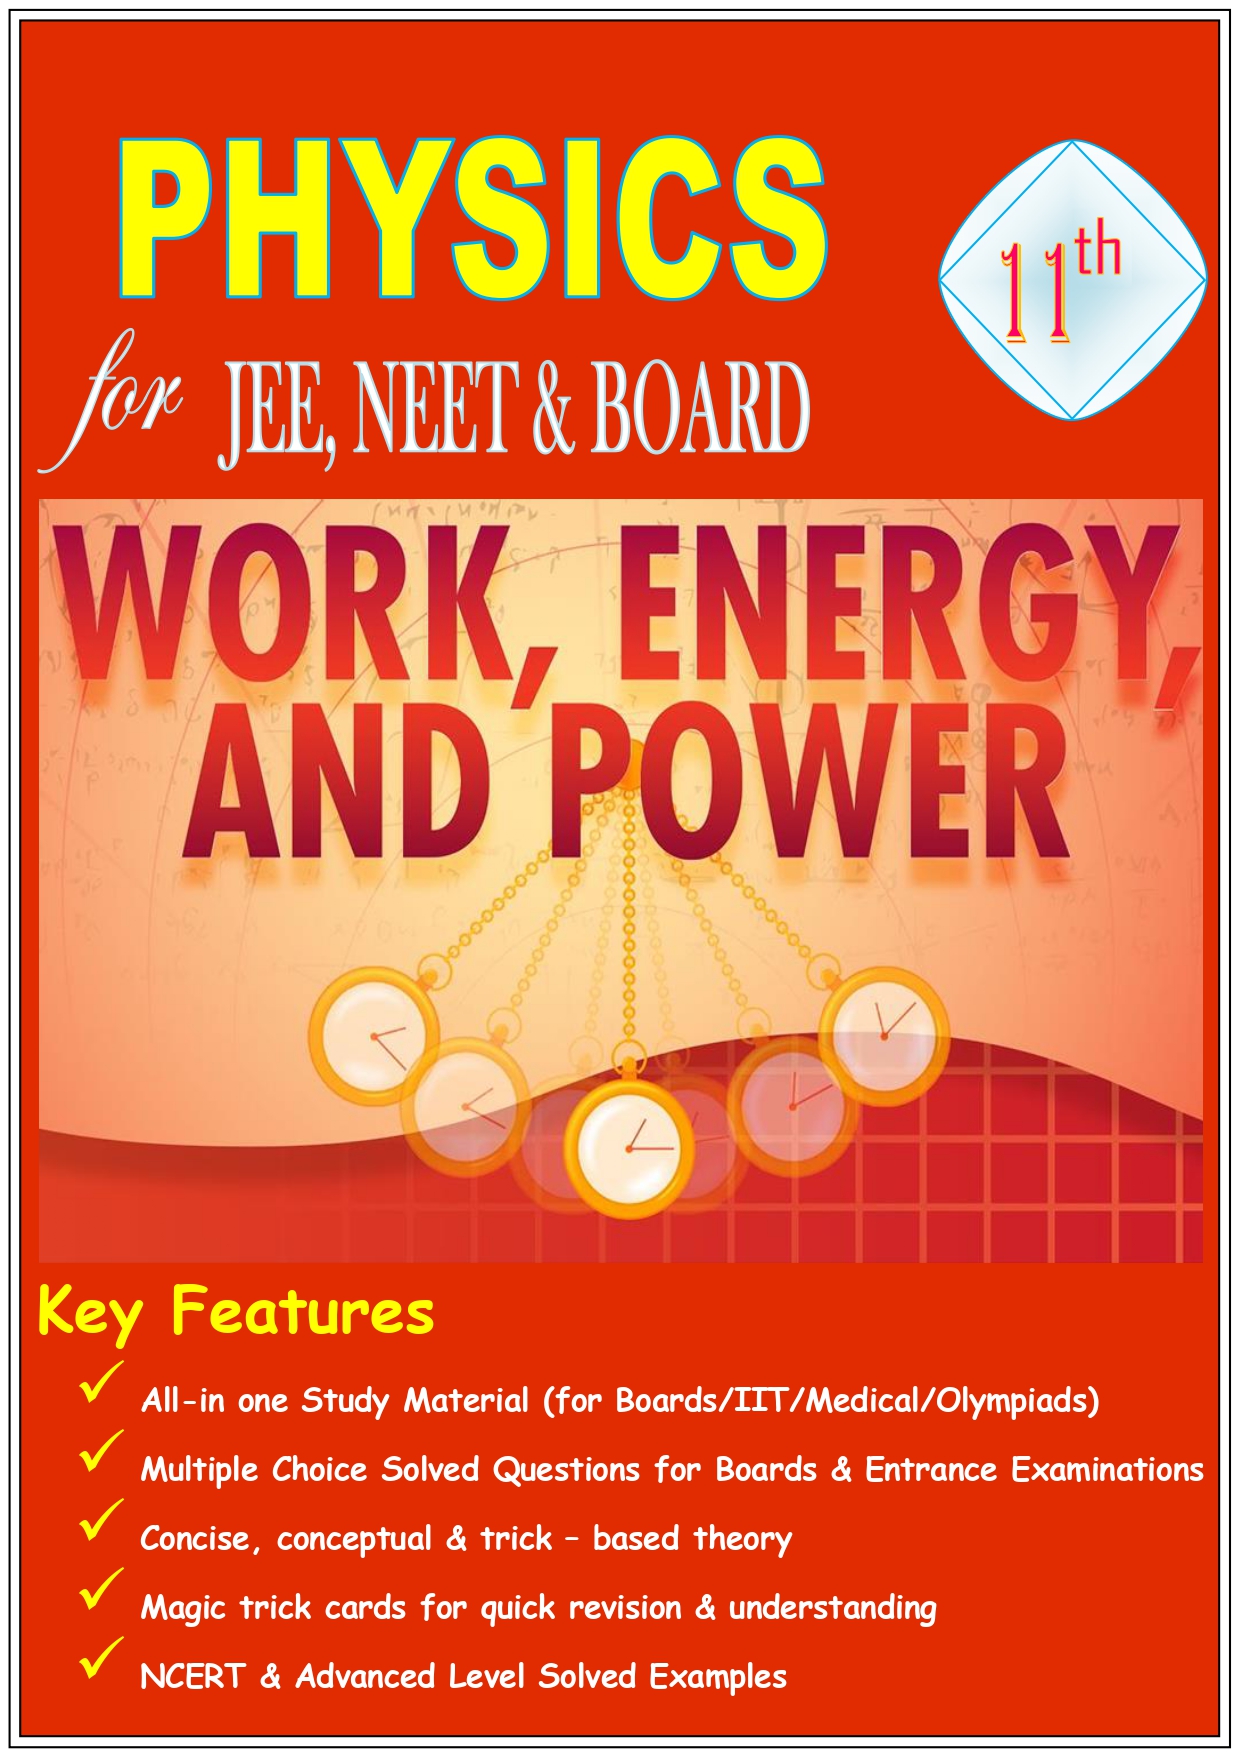 PHYSICS
11th
for JEE, NEET & BOARD
WORK, ENERGY,
AND POWER
Key Features
✓ All-in one Study Material (for Boards/IIT/Medical/Olympiads)
✓ Multiple Choice Solved Questions for Boards & Entrance Examinations
✓ Concise, conceptual & trick – based theory
✓ Magic trick cards for quick revision & understanding
✓ NCERT & Advanced Level Solved Examples